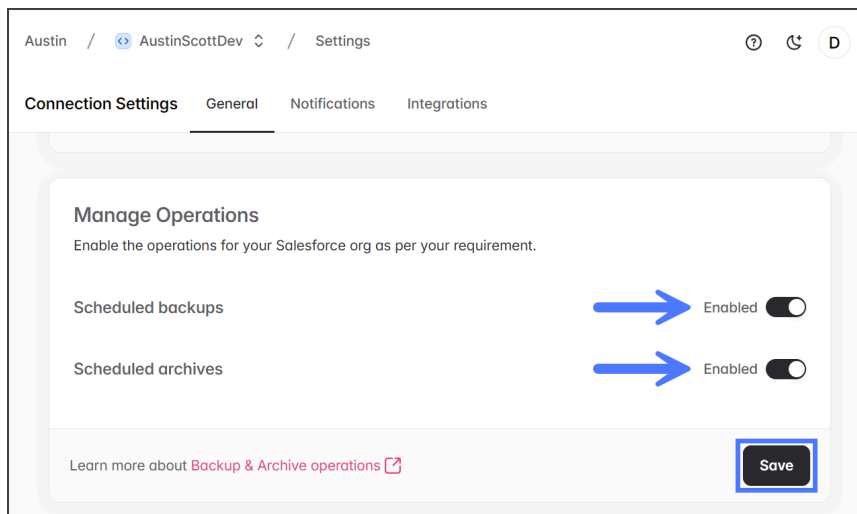 Austin / AustinScottDev / Settings D
Connection Settings General Notifications Integrations
Manage Operations
Enable the operations for your Salesforce org as per your requirement.
Scheduled backups Enabled
Scheduled archives Enabled
Learn more about Backup & Archive operations Save